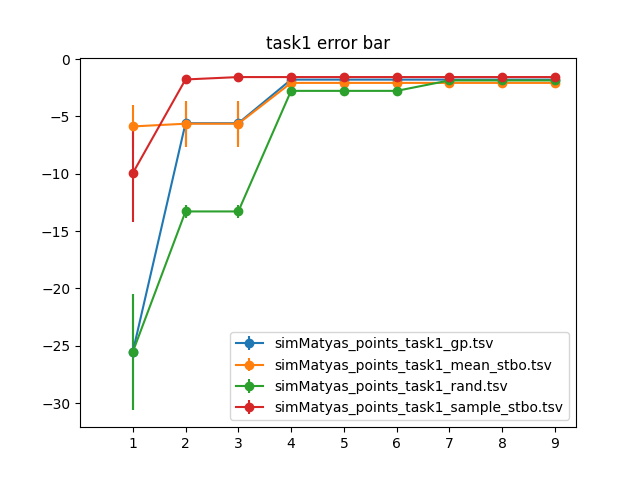 task1 error bar
0
−5
−10
−15
−20
−25
−30
1 2 3 4 5 6 7 8 9
simMatyas_points_task1_gp.tsv
simMatyas_points_task1_mean_stbo.tsv
simMatyas_points_task1_rand.tsv
simMatyas_points_task1_sample_stbo.tsv